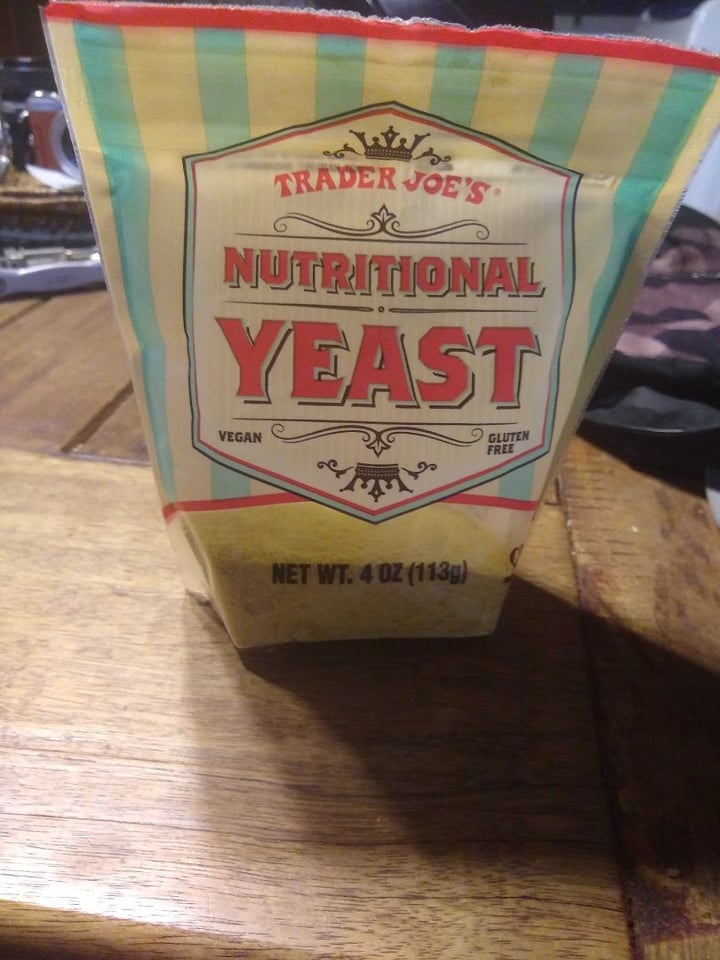 TRADER JOE'S®
NUTRITIONAL
YEAST
VEGAN
GLUTEN
FREE
NET WT. 4 OZ (113g)